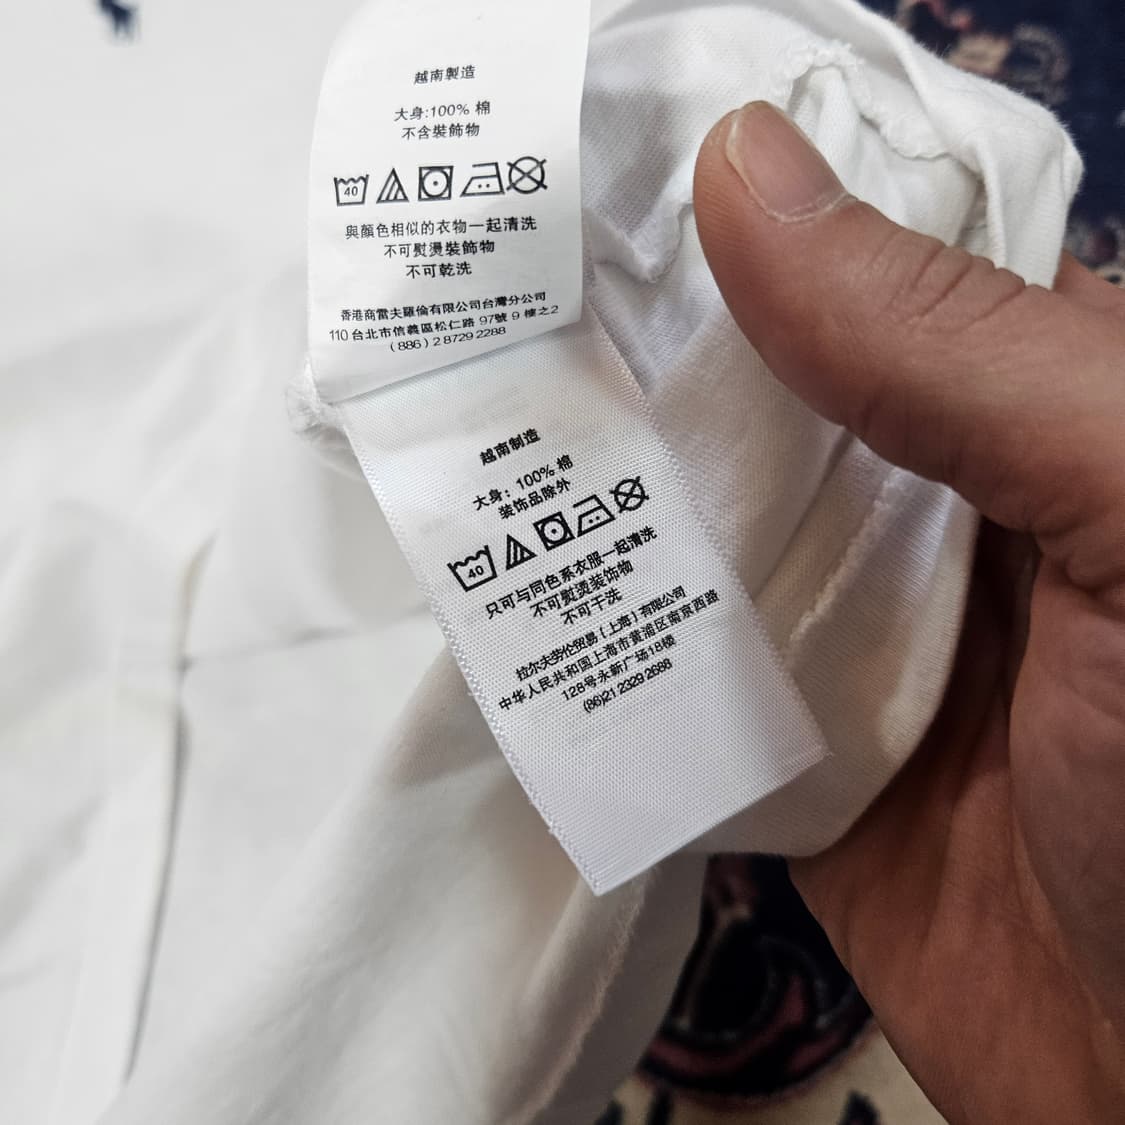 越南製造
大身:100% 棉
不含裝飾物
40
與顏色相似的衣物一起清洗
不可熨燙裝飾物
不可乾洗
香港商雷夫羅倫有限公司台灣分公司
110 台北市信義區松仁路 97號 9 樓之2
(886) 2 8729 2288
越南制造
大身: 100% 棉
装饰品除外
40
只可与同色系衣服一起清洗
不可熨烫装饰物
不可干洗
拉尔夫劳伦贸易 (上海) 有限公司
中华人民共和国上海市黄浦区南京西路
128号永新广场18楼
(86)21 2329 2688